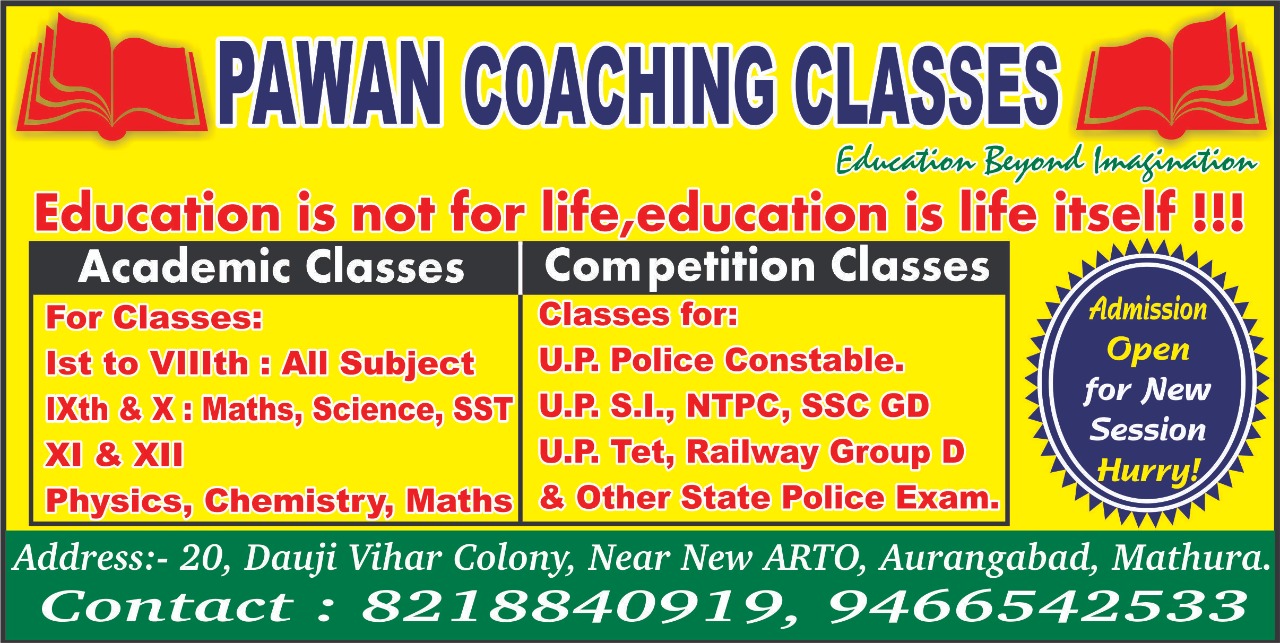 PAWAN COACHING CLASSES
Education Beyond Imagination
Education is not for life,education is life itself !!!
Academic Classes
For Classes:
Ist to VIIIth : All Subject
IXth & X : Maths, Science, SST
XI & XII
Physics, Chemistry, Maths
Competition Classes
Classes for:
U.P. Police Constable.
U.P. S.I., NTPC, SSC GD
U.P. Tet, Railway Group D
& Other State Police Exam.
Admission
Open
for New
Session
Hurry!
Address:- 20, Dauji Vihar Colony, Near New ARTO, Aurangabad, Mathura.
Contact : 8218840919, 9466542533